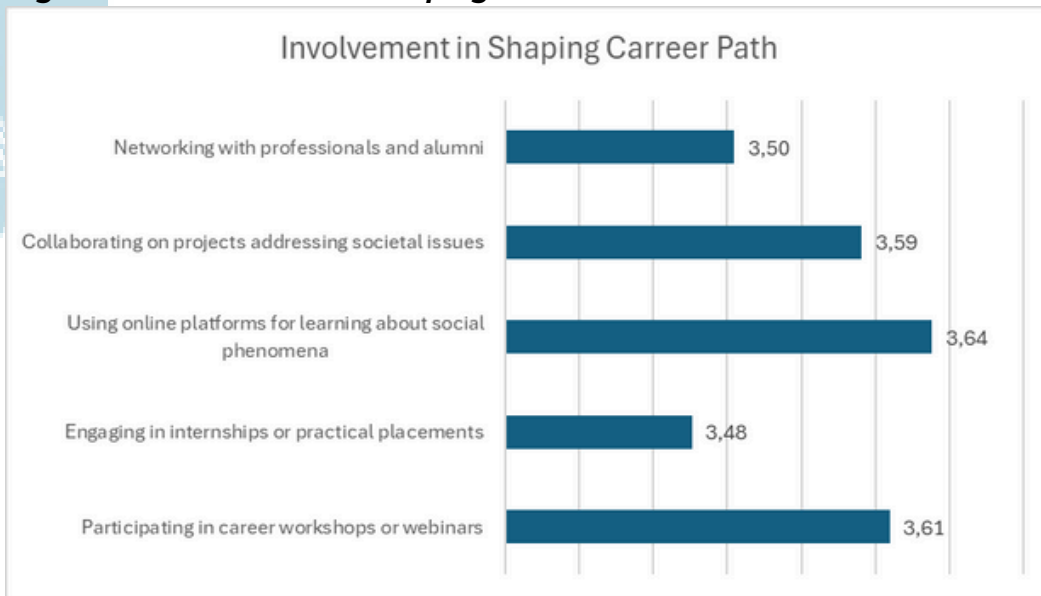 Involvement in Shaping Carreer Path
Networking with professionals and alumni
3,50
Collaborating on projects addressing societal issues
3,59
Using online platforms for learning about social
phenomena
3,64
Engaging in internships or practical placements
3,48
Participating in career workshops or webinars
3,61